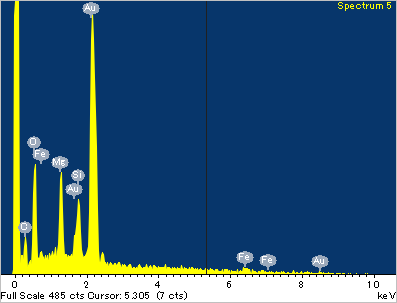 Spectrum 5
Au
O
Fe
Mg
Si
Au
O
Fe
Fe
Au
0 2 4 6 8 10
Full Scale 485 cts Cursor: 5.305 (7 cts) keV